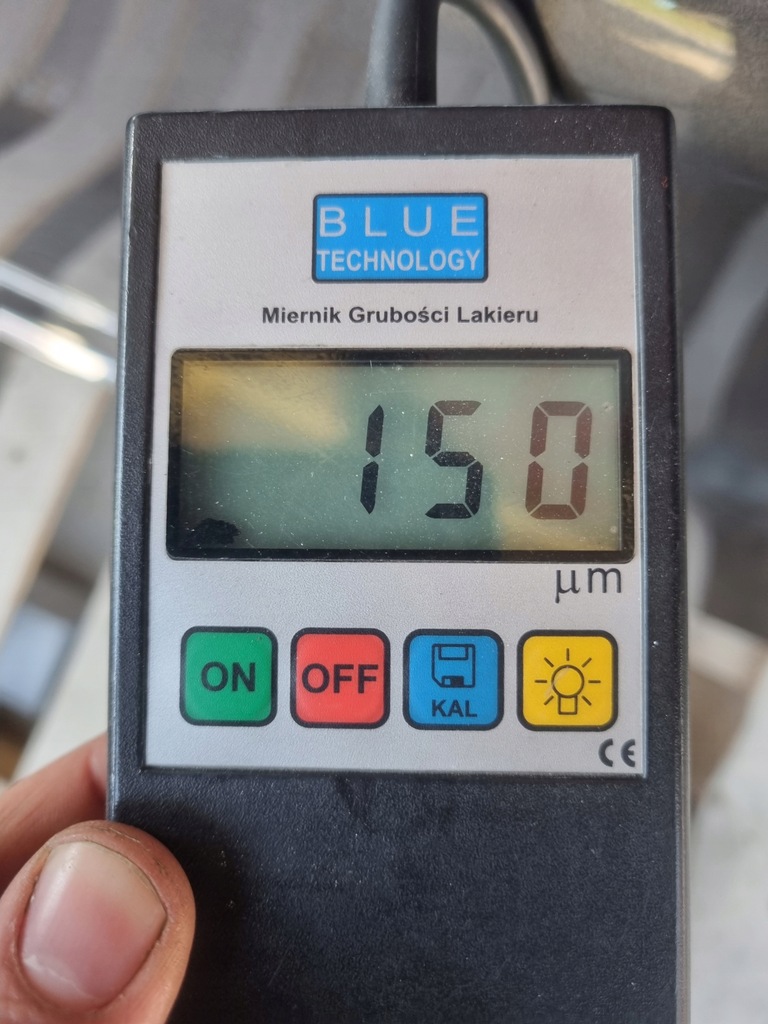 BLUE
TECHNOLOGY
Miernik Grubości Lakieru
150
μm
ON
OFF
KAL
CE